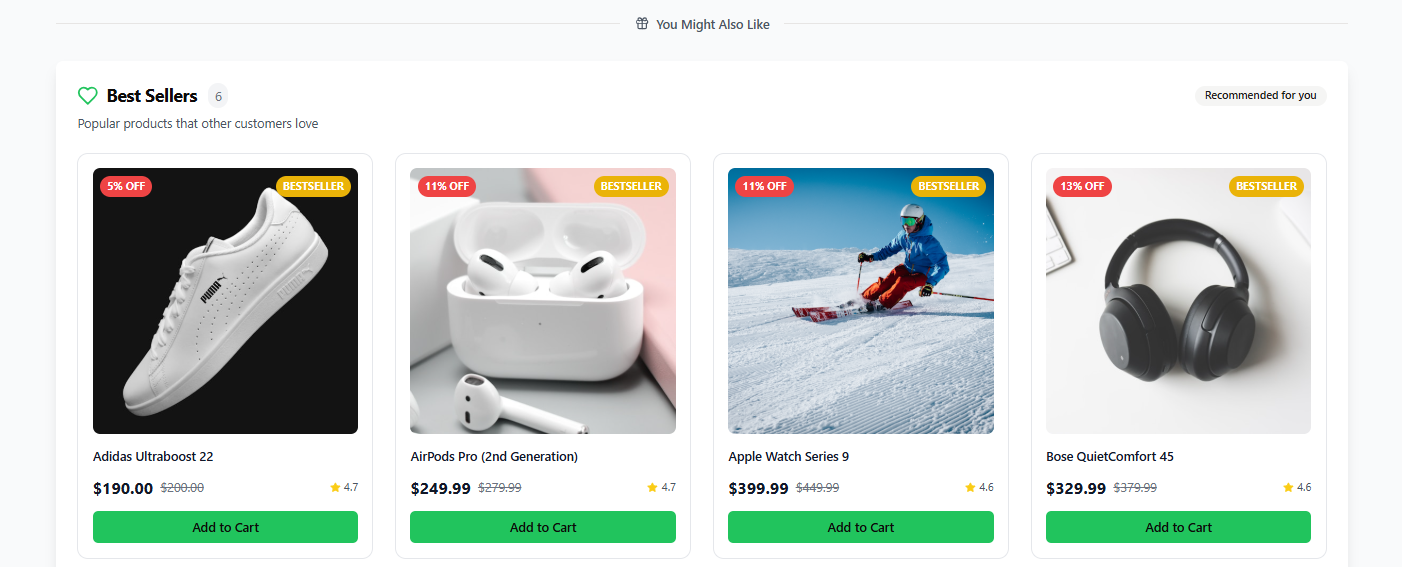 You Might Also Like
Best Sellers 6
Recommended for you
Popular products that other customers love
5% OFF
BESTSELLER
PUMA
Adidas Ultraboost 22
$190.00 $200.00
4.7
Add to Cart
11% OFF
BESTSELLER
AirPods Pro (2nd Generation)
$249.99 $279.99
4.7
Add to Cart
11% OFF
BESTSELLER
Apple Watch Series 9
$399.99 $449.99
4.6
Add to Cart
13% OFF
BESTSELLER
Bose QuietComfort 45
$329.99 $379.99
4.6
Add to Cart